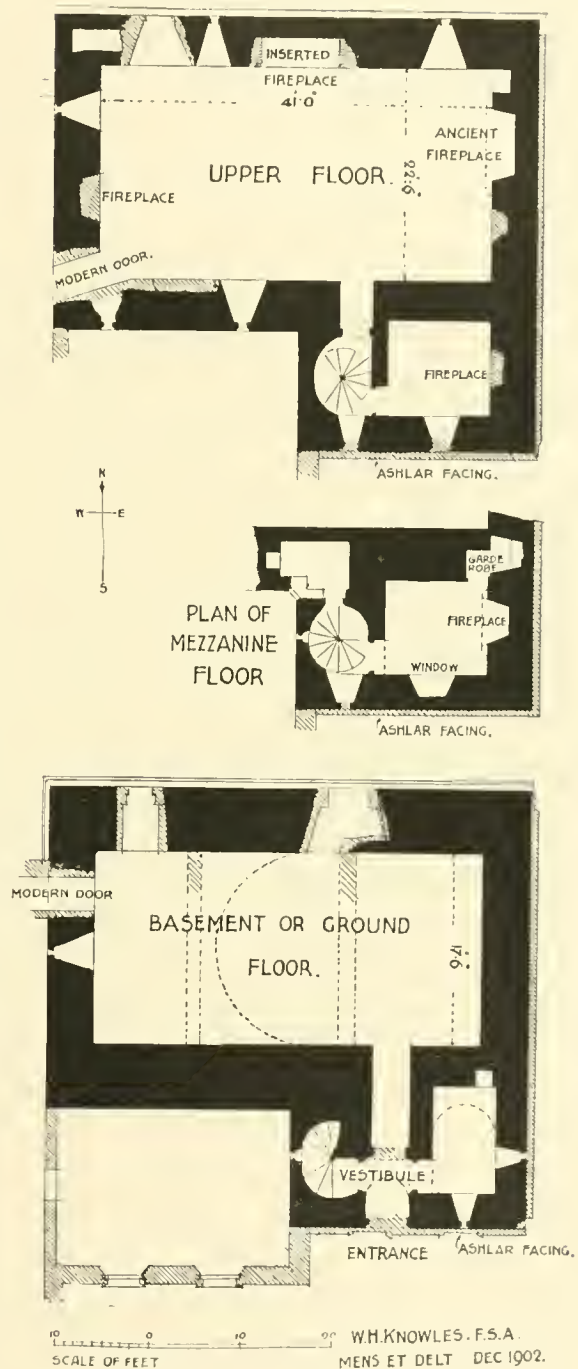 INSERTED
FIREPLACE
41·0"
ANCIENT
FIREPLACE
UPPER FLOOR.
22·6"
FIREPLACE
MODERN DOOR.
FIREPLACE
ASHLAR FACING.
N
W E
S
GARDE
ROBE
PLAN OF
MEZZANINE
FLOOR
FIREPLACE
WINDOW
ASHLAR FACING.
MODERN DOOR
BASEMENT OR GROUND
FLOOR.
17·6"
VESTIBULE
ENTRANCE
ASHLAR FACING.
10 0 10 20
SCALE OF FEET
W.H.KNOWLES. F.S.A.
MENS ET DELT DEC 1902.